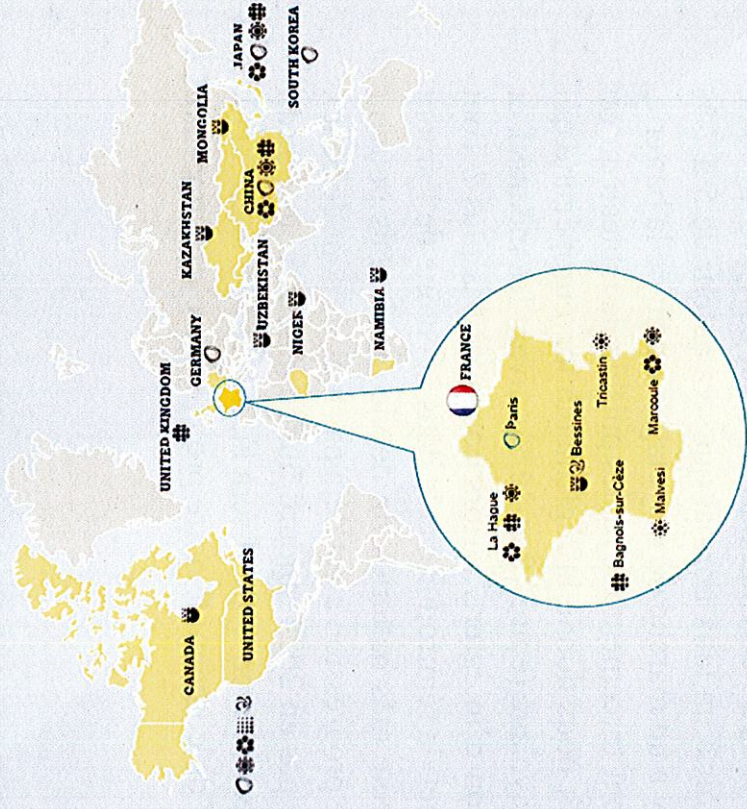 CANADA
UNITED STATES
UNITED KINGDOM
GERMANY
KAZAKHSTAN
MONGOLIA
JAPAN
SOUTH KOREA
CHINA
UZBEKISTAN
NIGER
NAMIBIA
FRANCE
La Hague
Paris
Bessines
Tricastin
Bagnols-sur-Cèze
Marcoule
Malvesi